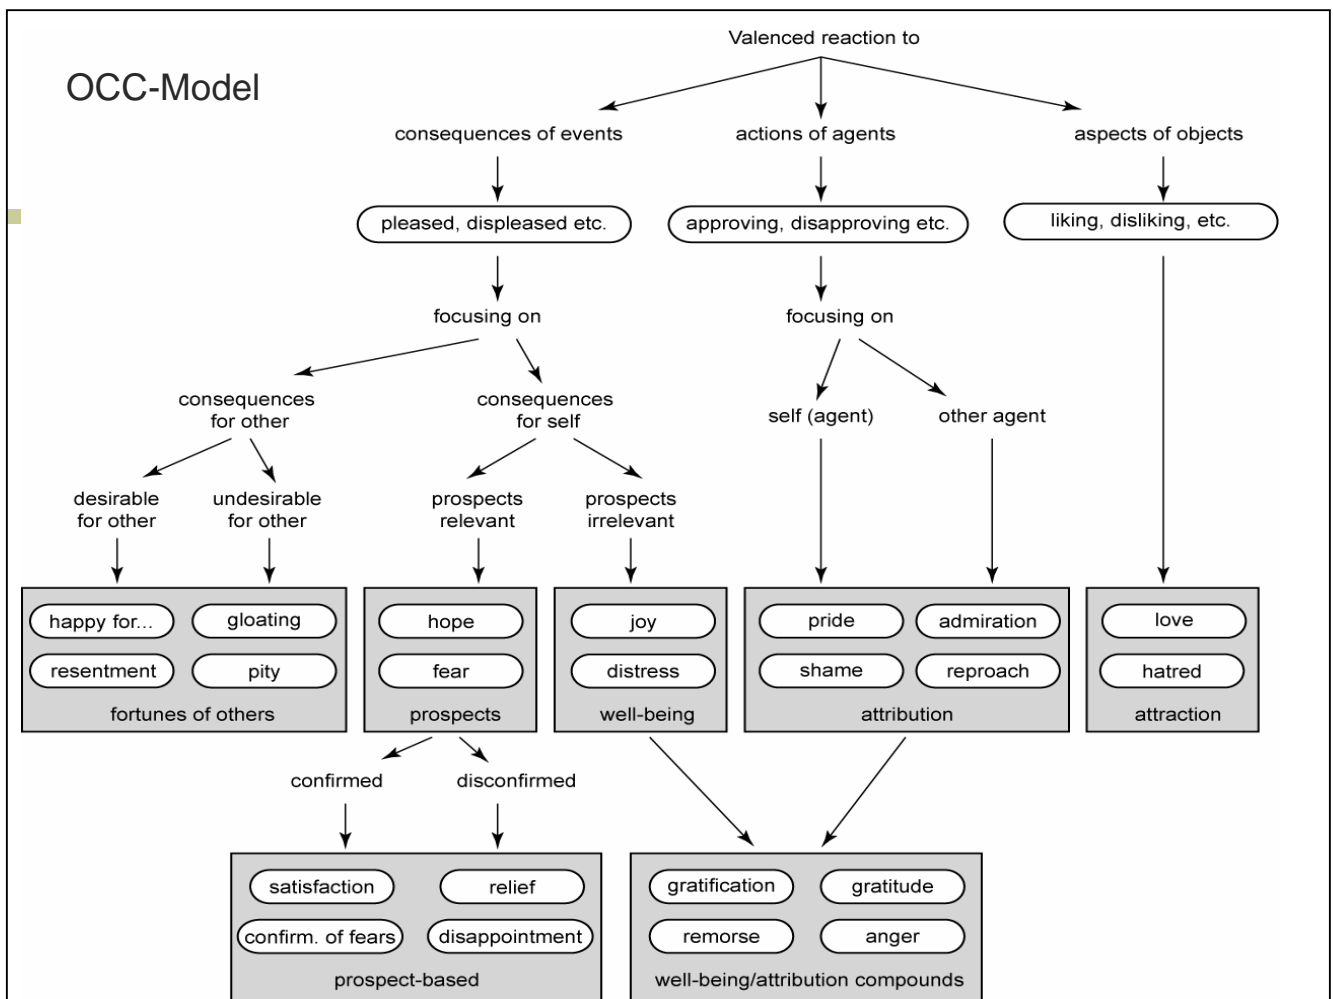 Valenced reaction to
OCC-Model
consequences of events
actions of agents
aspects of objects
pleased, displeased etc.
approving, disapproving etc.
liking, disliking, etc.
focusing on
focusing on
consequences
for other
consequences
for self
self (agent)
other agent
desirable
for other
undesirable
for other
prospects
relevant
prospects
irrelevant
happy for...
gloating
resentment
pity
fortunes of others
hope
fear
prospects
joy
distress
well-being
pride
admiration
shame
reproach
attribution
love
hatred
attraction
confirmed
disconfirmed
satisfaction
relief
confirm. of fears
disappointment
prospect-based
gratification
gratitude
remorse
anger
well-being/attribution compounds